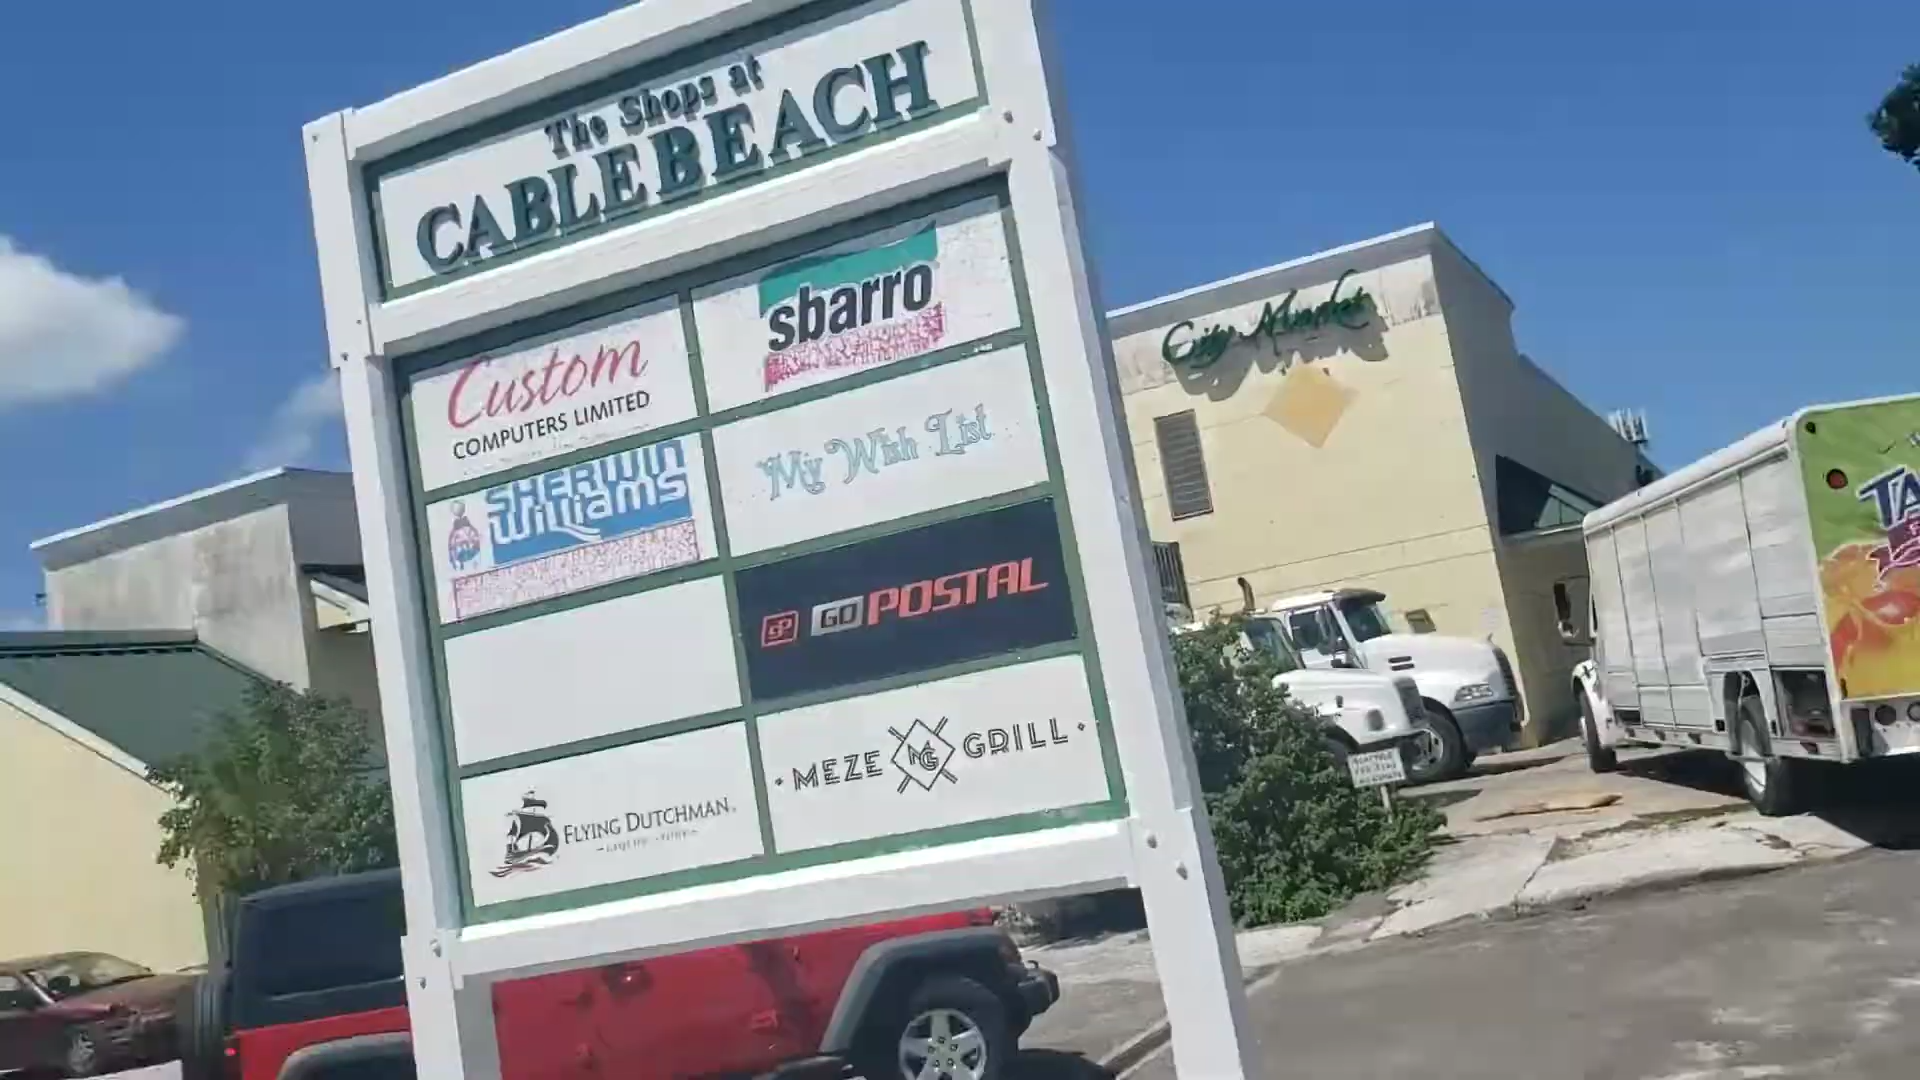 The Shops at
CABLE BEACH
sbarro
Custom
COMPUTERS LIMITED
My Wish List
SHERWIN
WILLIAMS
GP GO POSTAL
MEZE MG GRILL
FLYING DUTCHMAN
City Market
TA